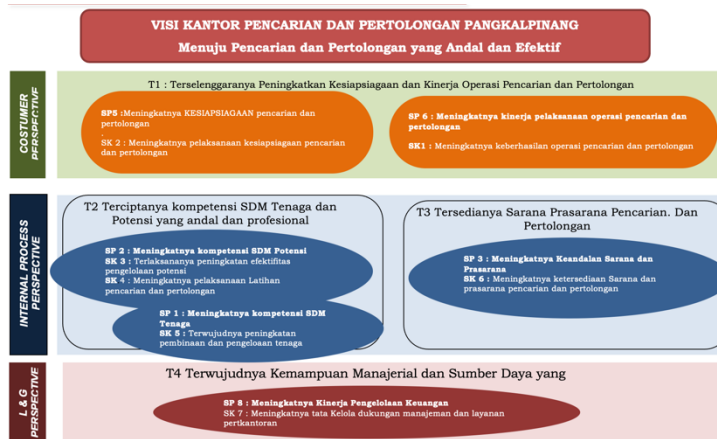 VISI KANTOR PENCARIAN DAN PERTOLONGAN PANGKALPINANG
Menuju Pencarian dan Pertolongan yang Andal dan Efektif
COSTUMER
PERSPECTIVE
T1 : Terselenggaranya Peningkatkan Kesiapsiagaan dan Kinerja Operasi Pencarian dan Pertolongan
SP5 :Meningkatnya KESIAPSIAGAAN pencarian dan
pertolongan
.
SK 2 : Meningkatnya pelaksanaan kesiapsiagaan pencarian
dan pertolongan
SP 6 : Meningkatnya kinerja pelaksanaan operasi pencarian dan
pertolongan
SK1 : Meningkatnya keberhasilan operasi pencarian dan pertolongan
INTERNAL PROCESS
PERSPECTIVE
T2 Terciptanya kompetensi SDM Tenaga dan
Potensi yang andal dan profesional
SP 2 : Meningkatnya kompetensi SDM Potensi
SK 3 : Terlaksananya peningkatan efektifitas
pengelolaan potensi
SK 4 : Meningkatnya pelaksanaan Latihan
pencarian dan pertolongan
SP 1 : Meningkatnya kompetensi SDM
Tenaga
SK 5 : Terwujudnya peningkatan
pembinaan dan pengeloaan tenaga
T3 Tersedianya Sarana Prasarana Pencarian. Dan
Pertolongan
SP 3 : Meningkatnya Keandalan Sarana dan
Prasarana
SK 6 : Meningkatnya ketersediaan Sarana dan
prasarana pencarian dan pertolongan
L & G
PERSPECTIVE
T4 Terwujudnya Kemampuan Manajerial dan Sumber Daya yang
SP 8 : Meningkatnya Kinerja Pengelolaan Keuangan
SK 7 : Meningkatnya tata Kelola dukungan manajeman dan layanan
pertkantoran